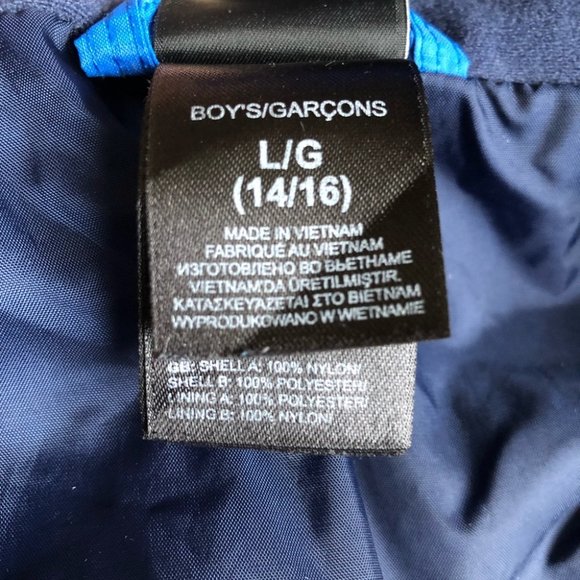 BOY'S/GARÇONS
L/G
(14/16)
MADE IN VIETNAM
FABRIQUÉ AU VIETNAM
ИЗГОТОВЛЕНО ВО ВЬЕТНАМЕ
VIETNAM'DA ÜRETILMIŞTIR.
ΚΑΤΑΣΚΕΥΑΖΕΤΑΙ ΣΤΟ ΒΙΕΤΝΑΜ
WYPRODUKOWANO W WIETNAMIE
GB: SHELL A: 100% NYLON/
SHELL B: 100% POLYESTER/
LINING A: 100% POLYESTER/
LINING B: 100% NYLON/